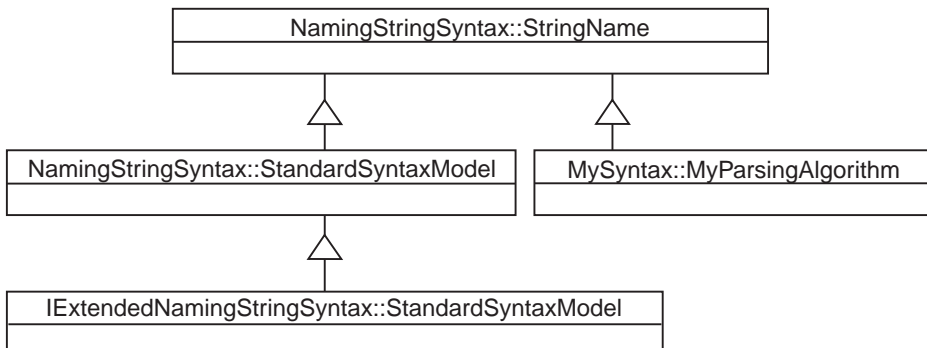 NamingStringSyntax::StringName
NamingStringSyntax::StandardSyntaxModel
MySyntax::MyParsingAlgorithm
IExtendedNamingStringSyntax::StandardSyntaxModel